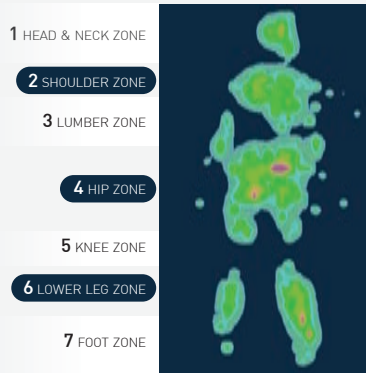 1 HEAD & NECK ZONE
2 SHOULDER ZONE
3 LUMBER ZONE
4 HIP ZONE
5 KNEE ZONE
6 LOWER LEG ZONE
7 FOOT ZONE